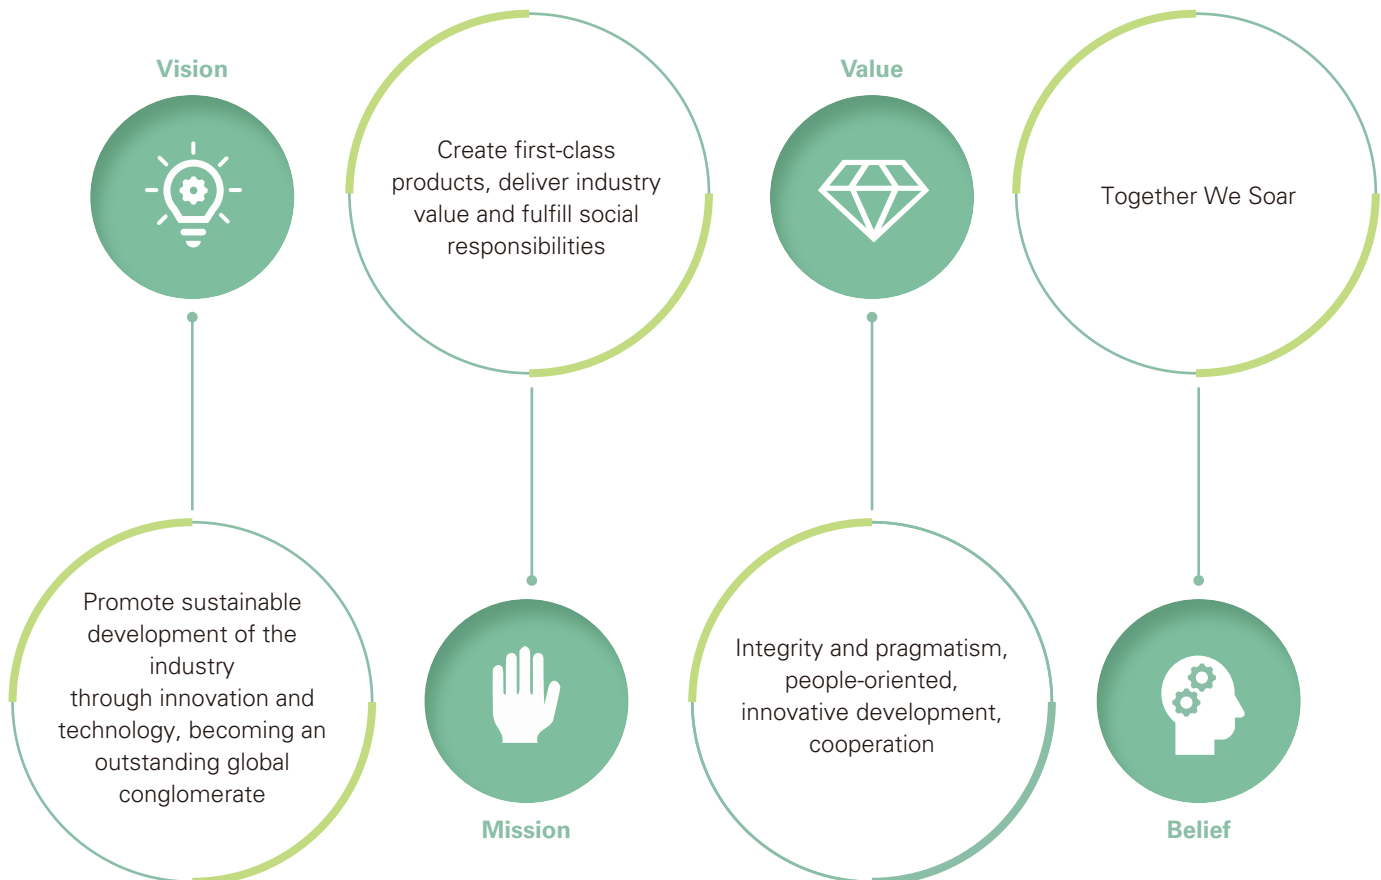 Vision
Promote sustainable
development of the
industry
through innovation and
technology, becoming an
outstanding global
conglomerate
Create first-class
products, deliver industry
value and fulfill social
responsibilities
Mission
Value
Integrity and pragmatism,
people-oriented,
innovative development,
cooperation
Together We Soar
Belief